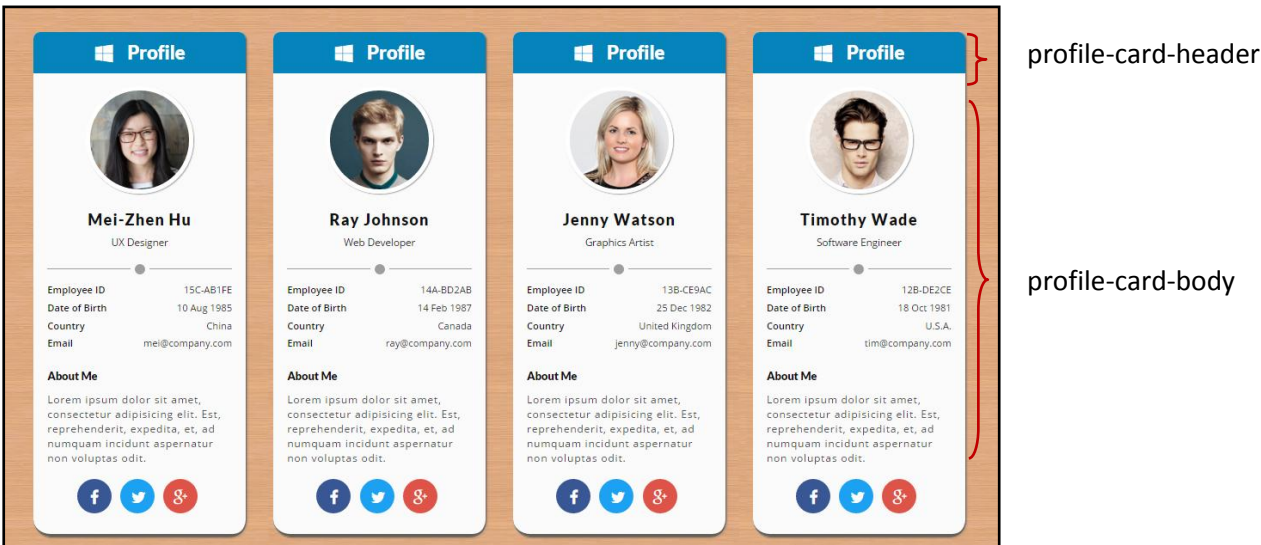 Profile
Profile
Profile
Profile
profile-card-header
Mei-Zhen Hu
UX Designer
Employee ID 15C-AB1FE
Date of Birth 10 Aug 1985
Country China
Email mei@company.com
About Me
Lorem ipsum dolor sit amet,
consectetur adipisicing elit. Est,
reprehenderit, expedita, et, ad
numquam incidunt aspernatur
non voluptas odit.
f
g+
Ray Johnson
Web Developer
Employee ID 14A-BD2AB
Date of Birth 14 Feb 1987
Country Canada
Email ray@company.com
About Me
Lorem ipsum dolor sit amet,
consectetur adipisicing elit. Est,
reprehenderit, expedita, et, ad
numquam incidunt aspernatur
non voluptas odit.
f
g+
Jenny Watson
Graphics Artist
Employee ID 13B-CE9AC
Date of Birth 25 Dec 1982
Country United Kingdom
Email jenny@company.com
About Me
Lorem ipsum dolor sit amet,
consectetur adipisicing elit. Est,
reprehenderit, expedita, et, ad
numquam incidunt aspernatur
non voluptas odit.
f
g+
Timothy Wade
Software Engineer
Employee ID 12B-DE2CE
Date of Birth 18 Oct 1981
Country U.S.A.
Email tim@company.com
About Me
Lorem ipsum dolor sit amet,
consectetur adipisicing elit. Est,
reprehenderit, expedita, et, ad
numquam incidunt aspernatur
non voluptas odit.
f
g+
profile-card-body